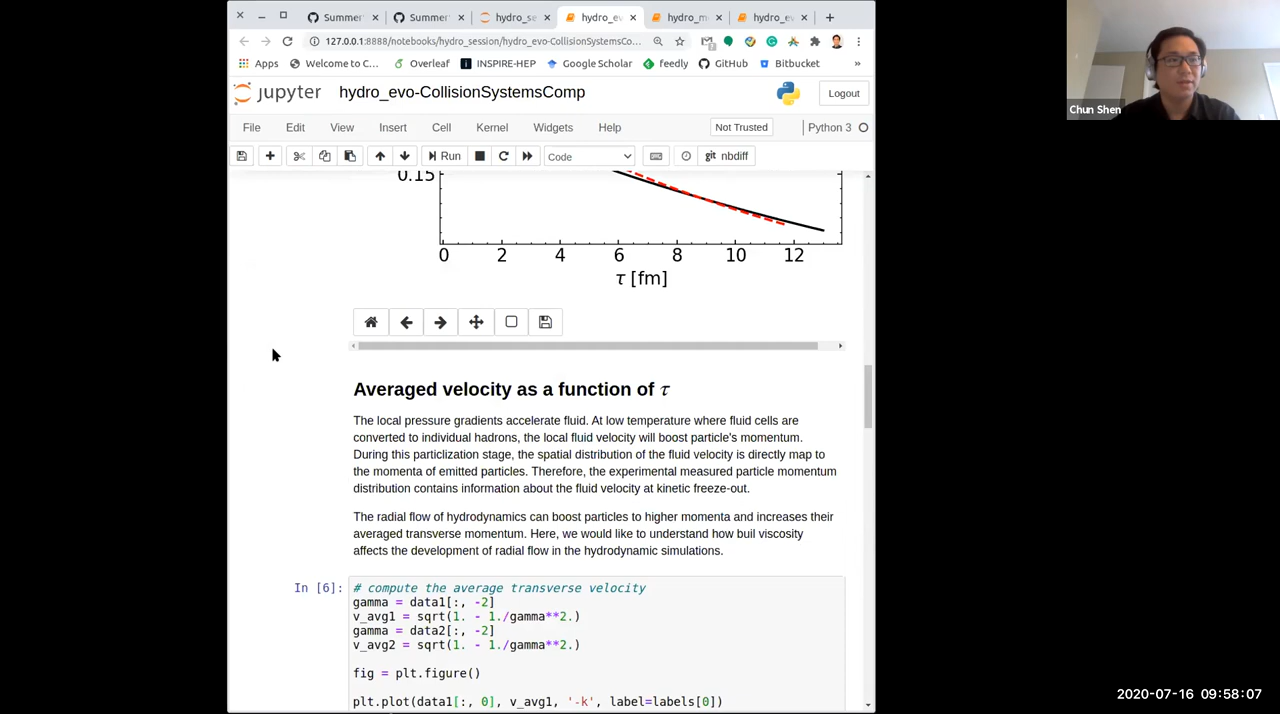 Summer
Summer
hydro_se
hydro_ev
hydro_m
hydro_ev
127.0.0.1:8888/notebooks/hydro_session/hydro_evo-CollisionSystemsCo...
Apps
Welcome to C...
Overleaf
INSPIRE-HEP
Google Scholar
feedly
GitHub
Bitbucket
»
jupyter
hydro_evo-CollisionSystemsComp
Logout
File
Edit
View
Insert
Cell
Kernel
Widgets
Help
Not Trusted
Python 3
Run
Code
git nbdiff
0.15
0 2 4 6 8 10 12
τ [fm]
Averaged velocity as a function of τ
The local pressure gradients accelerate fluid. At low temperature where fluid cells are
converted to individual hadrons, the local fluid velocity will boost particle's momentum.
During this particlization stage, the spatial distribution of the fluid velocity is directly map to
the momenta of emitted particles. Therefore, the experimental measured particle momentum
distribution contains information about the fluid velocity at kinetic freeze-out.
The radial flow of hydrodynamics can boost particles to higher momenta and increases their
averaged transverse momentum. Here, we would like to understand how buil viscosity
affects the development of radial flow in the hydrodynamic simulations.
In [6]:
# compute the average transverse velocity
gamma = data1[:, -2]
v_avg1 = sqrt(1. - 1./gamma**2.)
gamma = data2[:, -2]
v_avg2 = sqrt(1. - 1./gamma**2.)
fig = plt.figure()
plt.plot(data1[:, 0], v_avg1, '-k', label=labels[0])
Chun Shen
2020-07-16 09:58:07